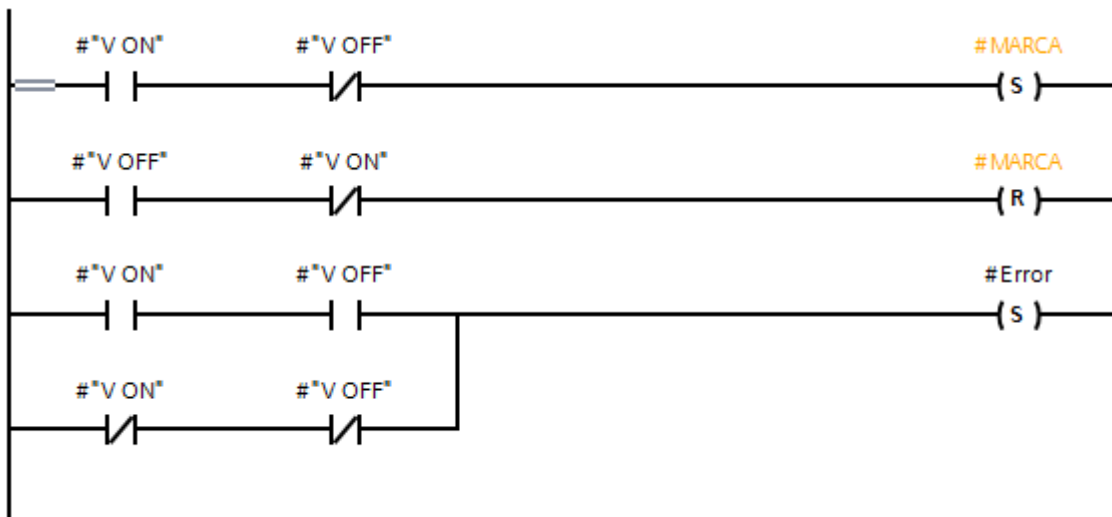 #"V ON" #"V OFF" #MARCA
( S )
#"V OFF" #"V ON" #MARCA
( R )
#"V ON" #"V OFF" #Error
( S )
#"V ON" #"V OFF"